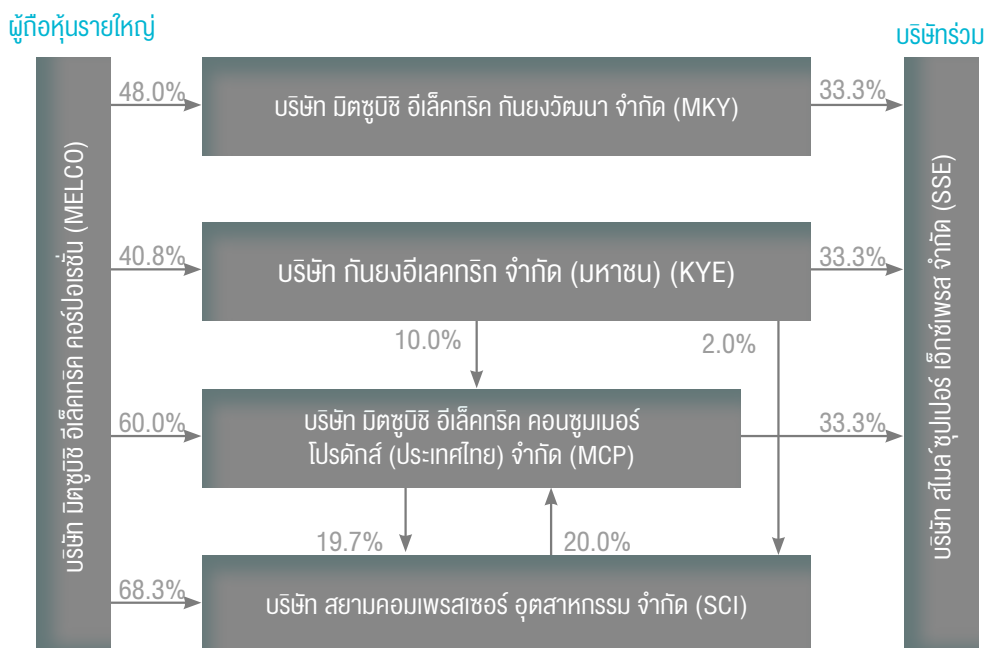 ผู้ถือหุ้นรายใหญ่
บริษัทร่วม
บริษัท มิตซูบิชิ อีเล็คทริค คอร์ปอเรชั่น (MELCO)
48.0%
บริษัท มิตซูบิชิ อีเล็คทริค กันยงวัฒนา จำกัด (MKY)
33.3%
40.8%
บริษัท กันยงอีเลคทริก จำกัด (มหาชน) (KYE)
33.3%
10.0%
2.0%
60.0%
บริษัท มิตซูบิชิ อีเล็คทริค คอนซูมเมอร์
โปรดักส์ (ประเทศไทย) จำกัด (MCP)
33.3%
19.7%
20.0%
68.3%
บริษัท สยามคอมเพรสเซอร์ อุตสาหกรรม จำกัด (SCI)
บริษัท สไมล์ ซุปเปอร์ เอ็กซ์เพรส จำกัด (SSE)